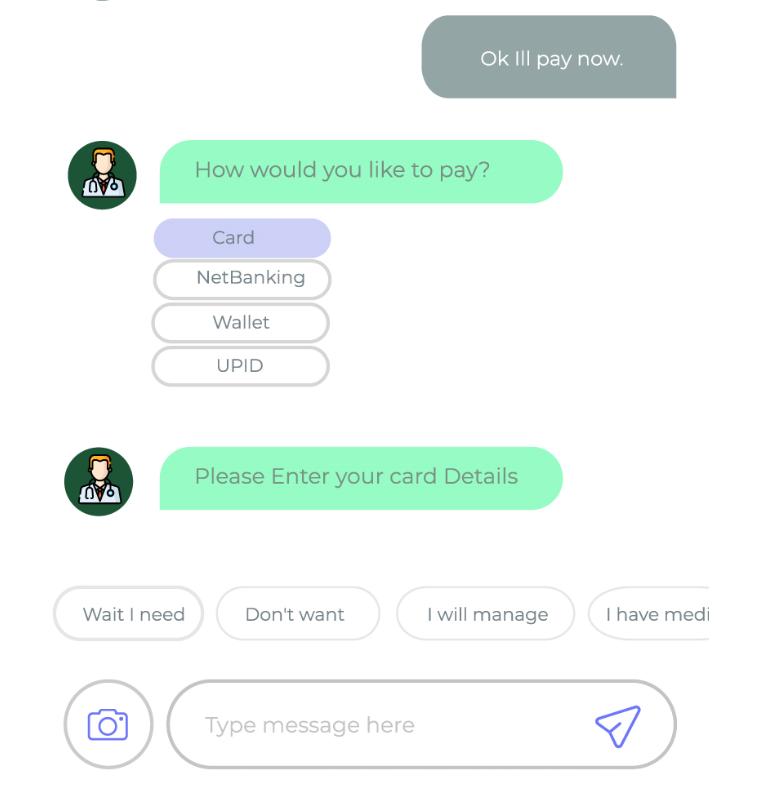 Ok Ill pay now.
How would you like to pay?
Card
NetBanking
Wallet
UPID
Please Enter your card Details
Wait I need
Don't want
I will manage
I have medi
Type message here